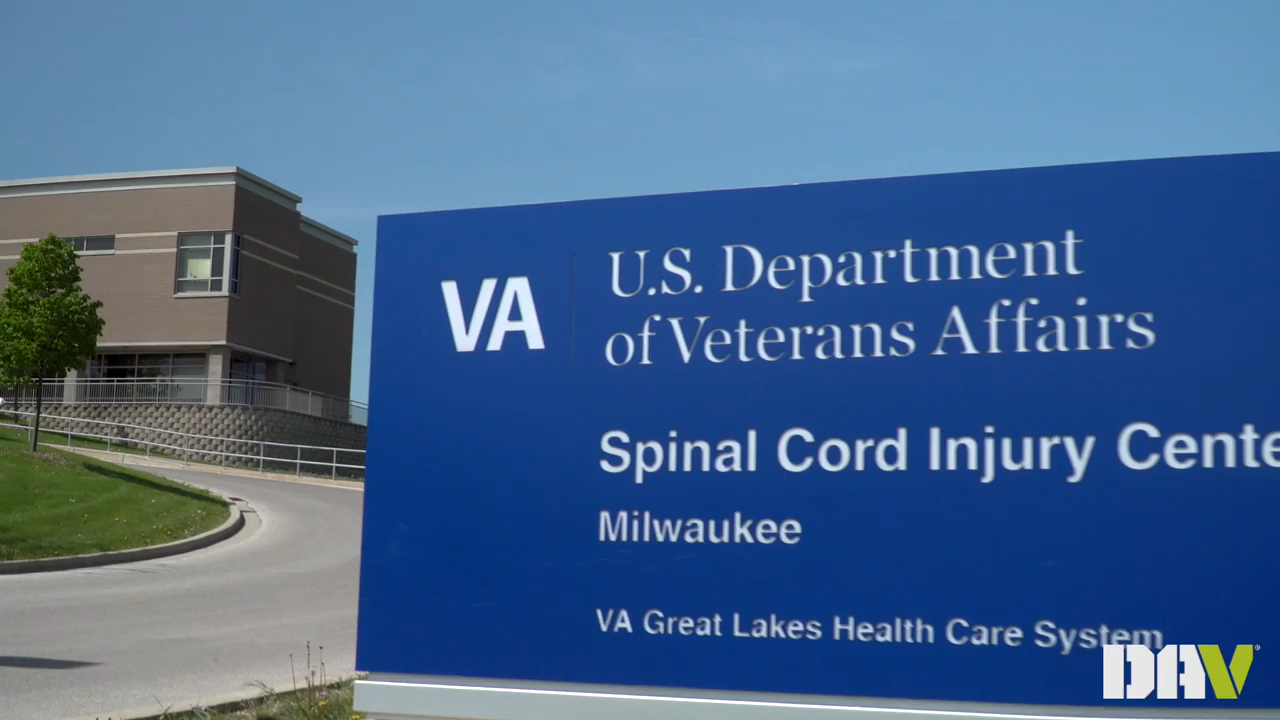 VA
U.S. Department
of Veterans Affairs
Spinal Cord Injury Cente
Milwaukee
VA Great Lakes Health Care System
DAV®